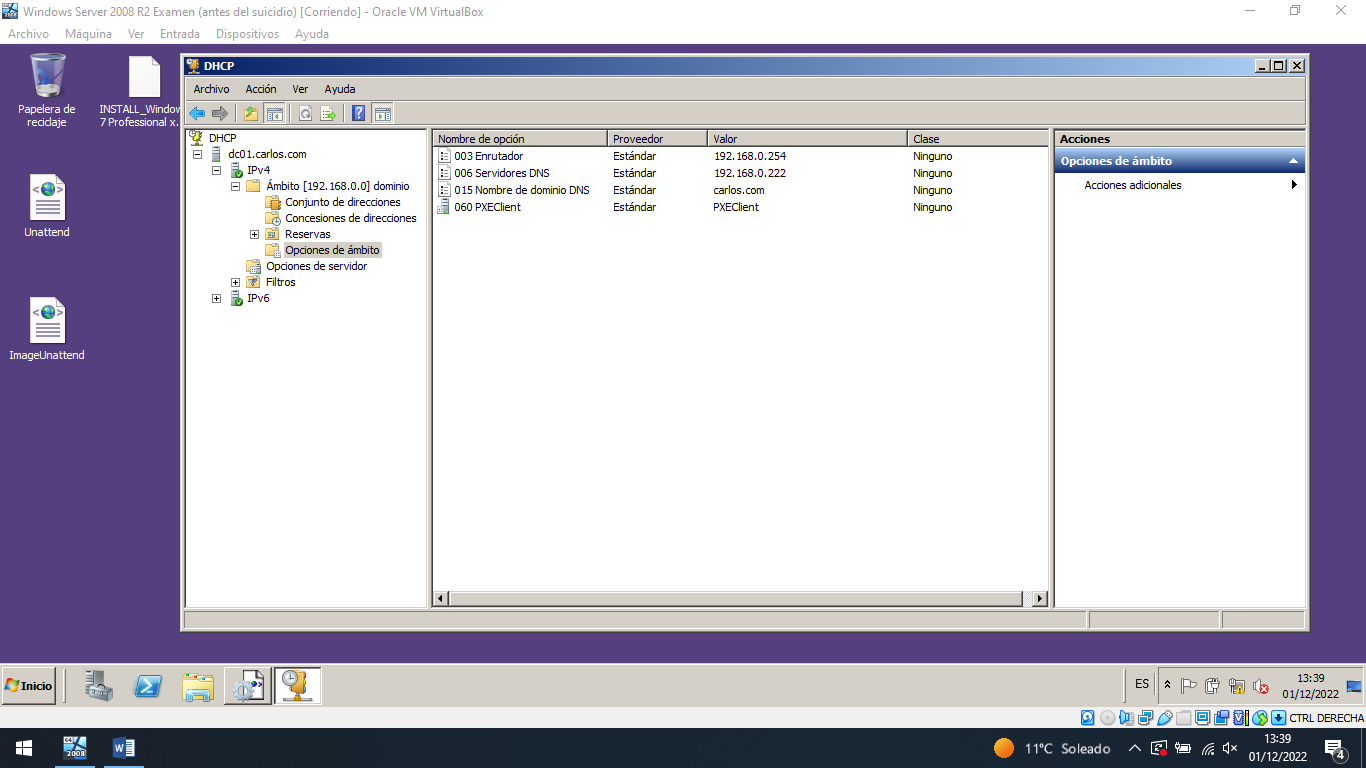 Windows Server 2008 R2 Examen (antes del suicidio) [Corriendo] - Oracle VM VirtualBox
Archivo Máquina Ver Entrada Dispositivos Ayuda
Papelera de
reciclaje
INSTALL_Window
7 Professional x.
Unattend
ImageUnattend
DHCP
Archivo Acción Ver Ayuda
DHCP
dc01.carlos.com
IPv4
Ámbito [192.168.0.0] dominio
Conjunto de direcciones
Concesiones de direcciones
Reservas
Opciones de ámbito
Opciones de servidor
Filtros
IPv6
Nombre de opción Proveedor Valor Clase
003 Enrutador Estándar 192.168.0.254 Ninguno
006 Servidores DNS Estándar 192.168.0.222 Ninguno
015 Nombre de dominio DNS Estándar carlos.com Ninguno
060 PXEClient Estándar PXEClient Ninguno
Acciones
Opciones de ámbito
Acciones adicionales
Inicio
ES
13:39
01/12/2022
CTRL DERECHA
2008
11°C Soleado
13:39
01/12/2022
4